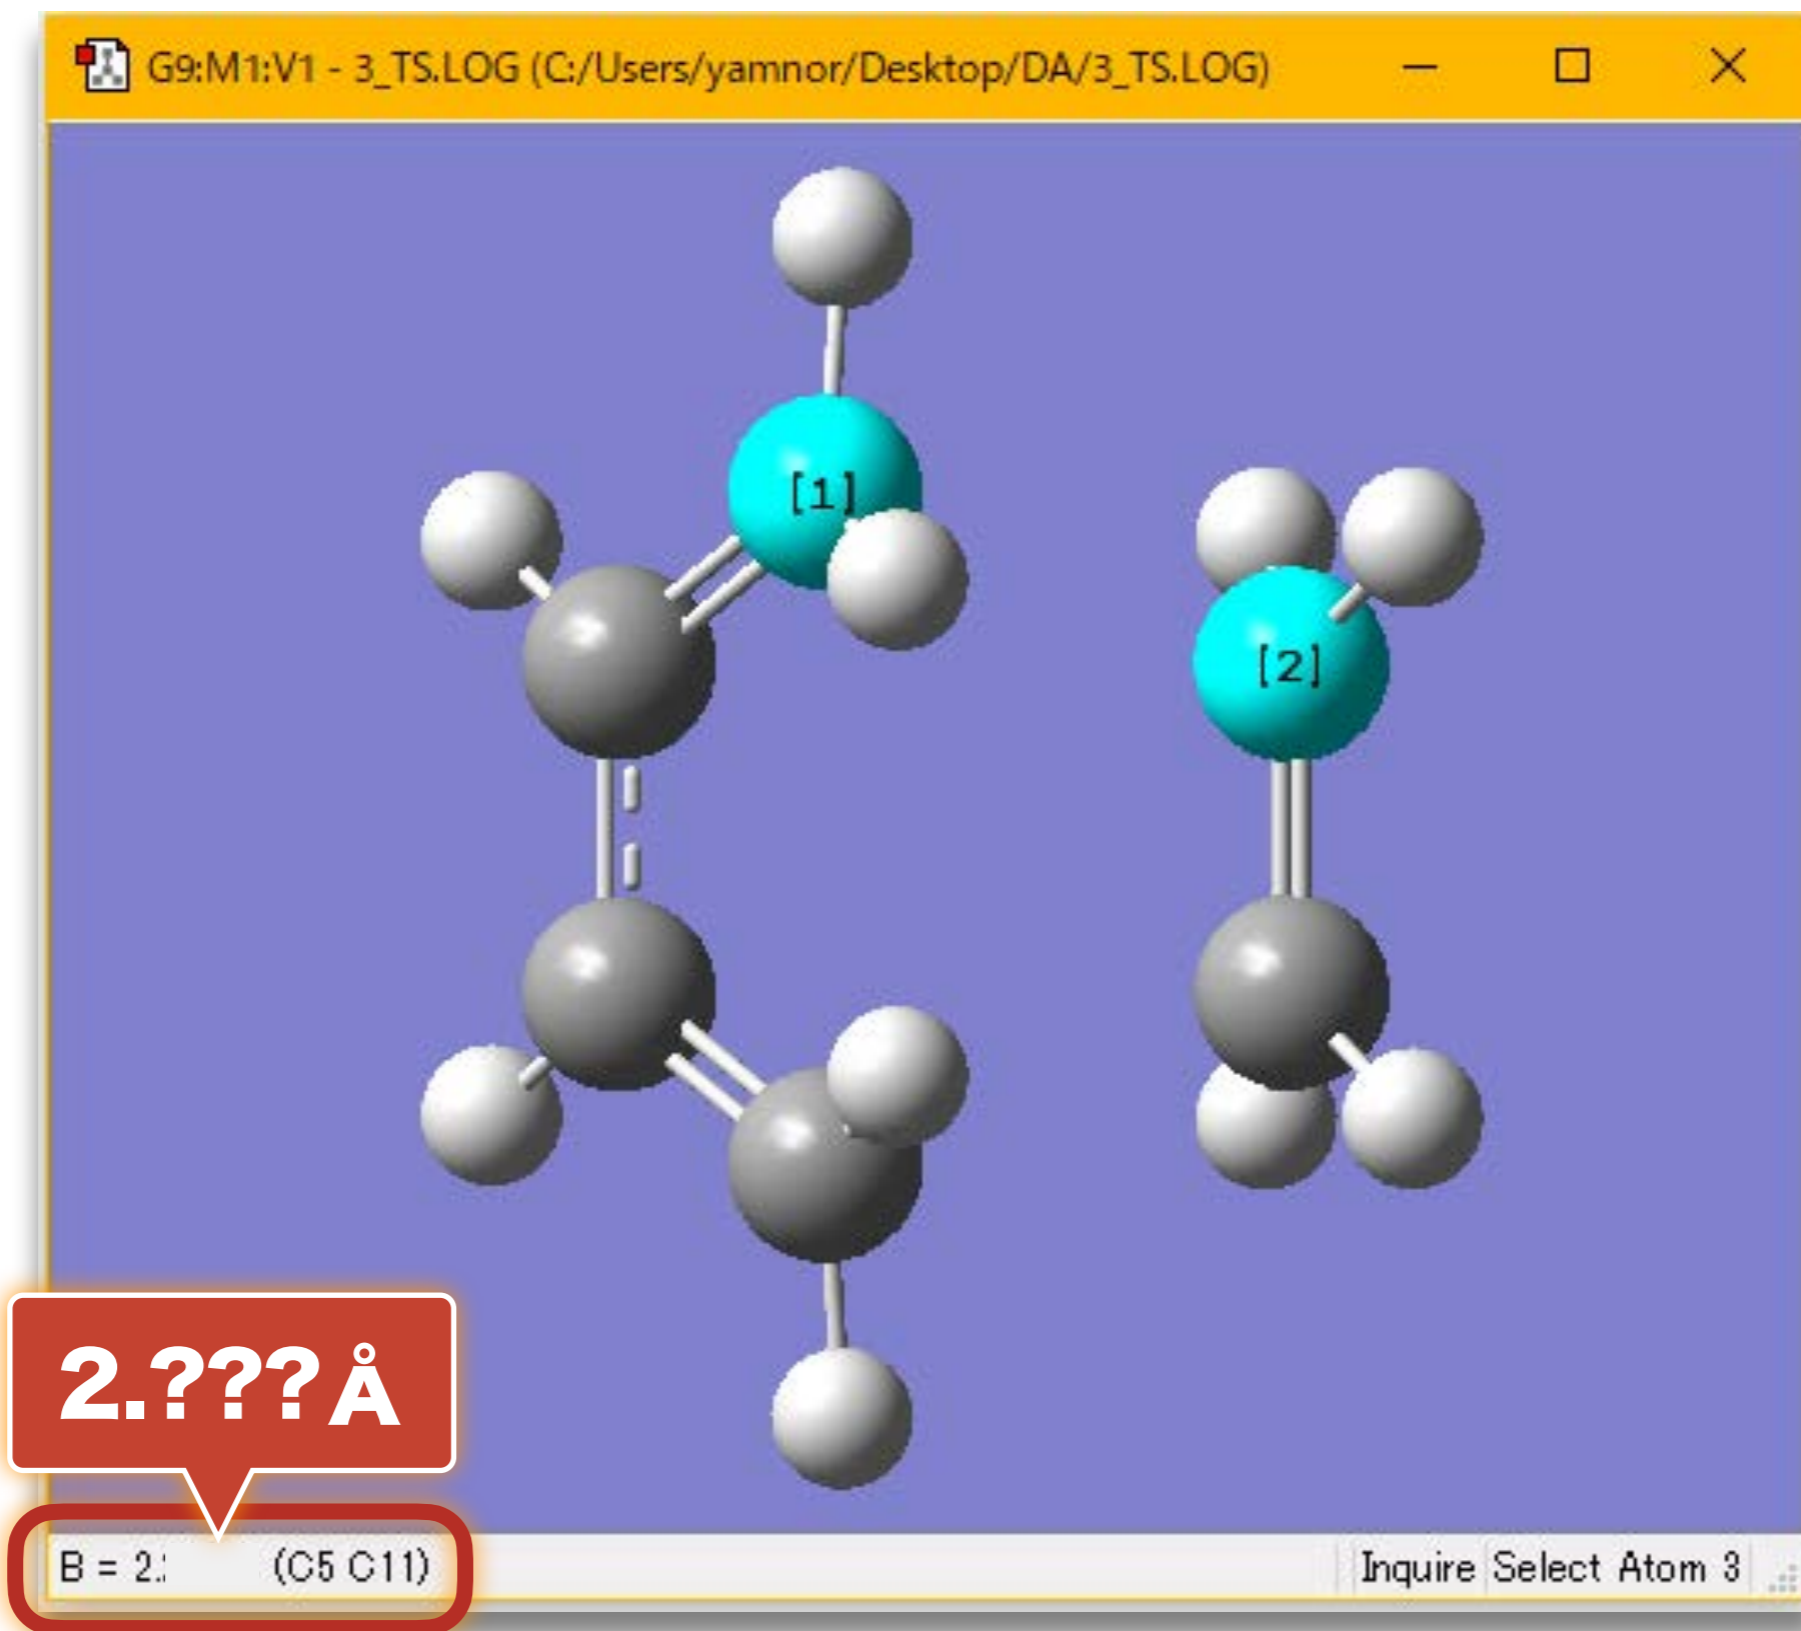 G9:M1:V1 - 3_TS.LOG (C:/Users/yamnor/Desktop/DA/3_TS.LOG)
[1]
[2]
2.???Å
B = 2.: (C5 C11)
Inquire Select Atom 3